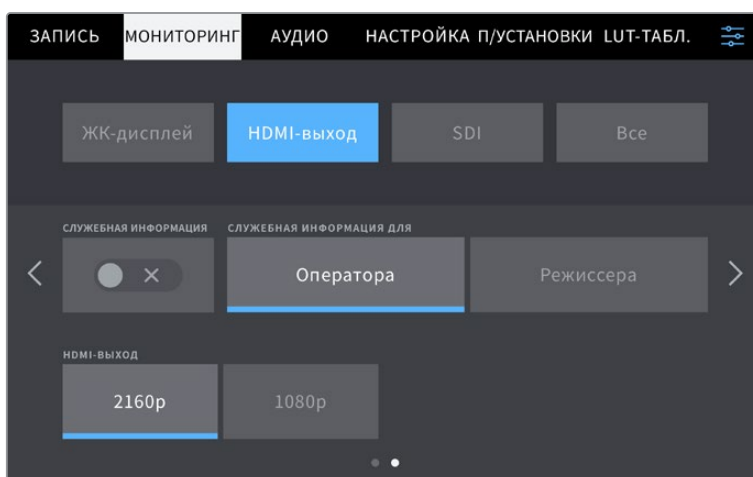 ЗАПИСЬ МОНИТОРИНГ АУДИО НАСТРОЙКА П/УСТАНОВКИ LUT-ТАБЛ.
ЖК-дисплей HDMI-выход SDI Все
СЛУЖЕБНАЯ ИНФОРМАЦИЯ СЛУЖЕБНАЯ ИНФОРМАЦИЯ ДЛЯ
Оператора Режиссера
HDMI-ВЫХОД
2160p 1080p